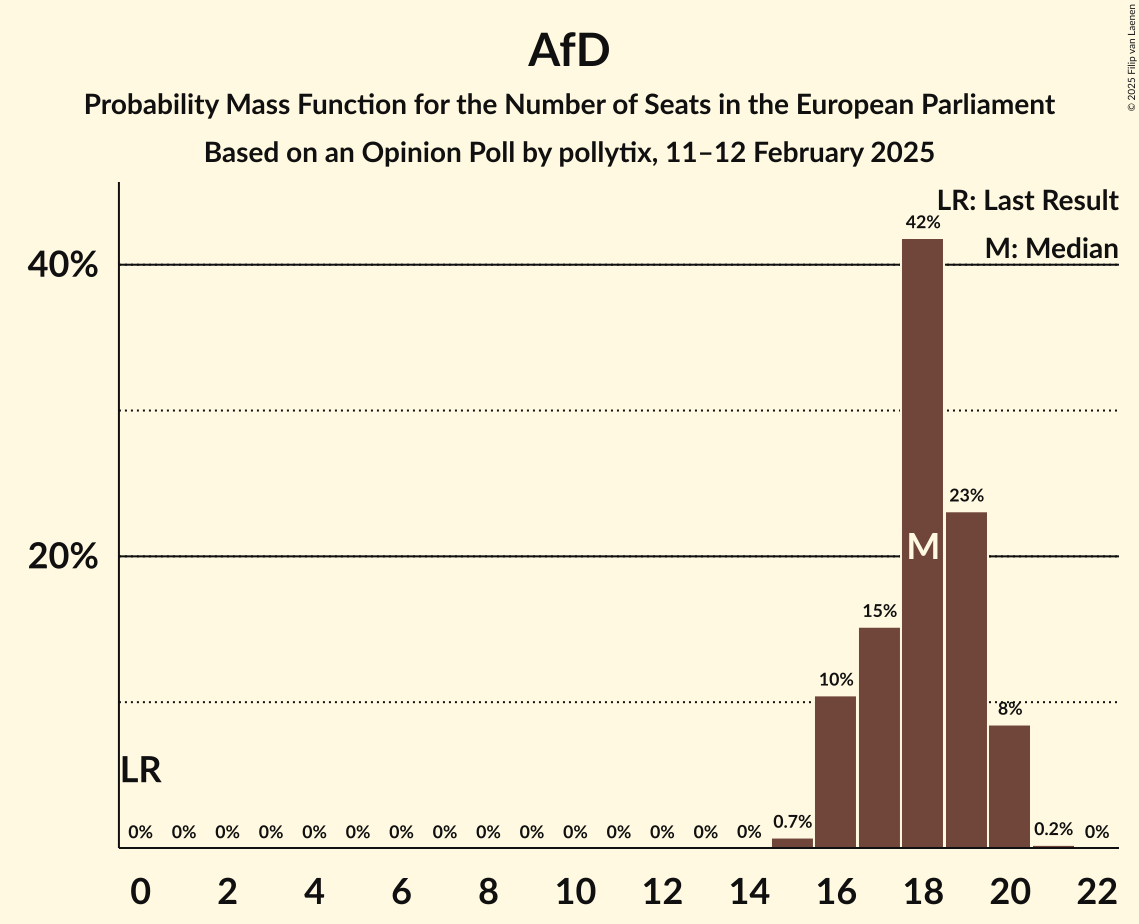 AfD
Probability Mass Function for the Number of Seats in the European Parliament
Based on an Opinion Poll by pollytix, 11–12 February 2025
© 2025 Filip van Laenen
LR: Last Result
M: Median
40%
20%
42%
23%
M
15%
10%
8%
LR
0% 0% 0% 0% 0% 0% 0% 0% 0% 0% 0% 0% 0% 0% 0% 0.7% 0.2% 0%
0 2 4 6 8 10 12 14 16 18 20 22